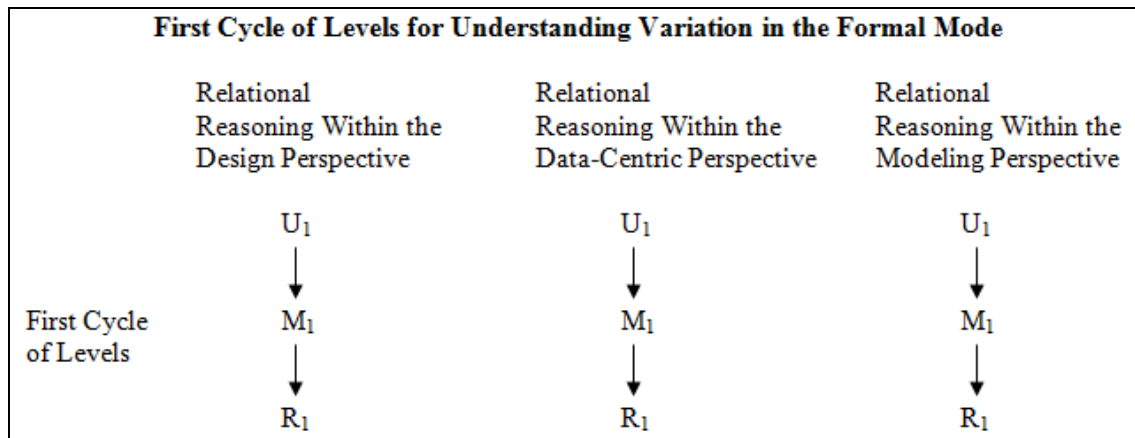 First Cycle of Levels for Understanding Variation in the Formal Mode
Relational
Reasoning Within the
Design Perspective
Relational
Reasoning Within the
Data-Centric Perspective
Relational
Reasoning Within the
Modeling Perspective
U₁ U₁ U₁
First Cycle
of Levels
M₁ M₁ M₁
R₁ R₁ R₁